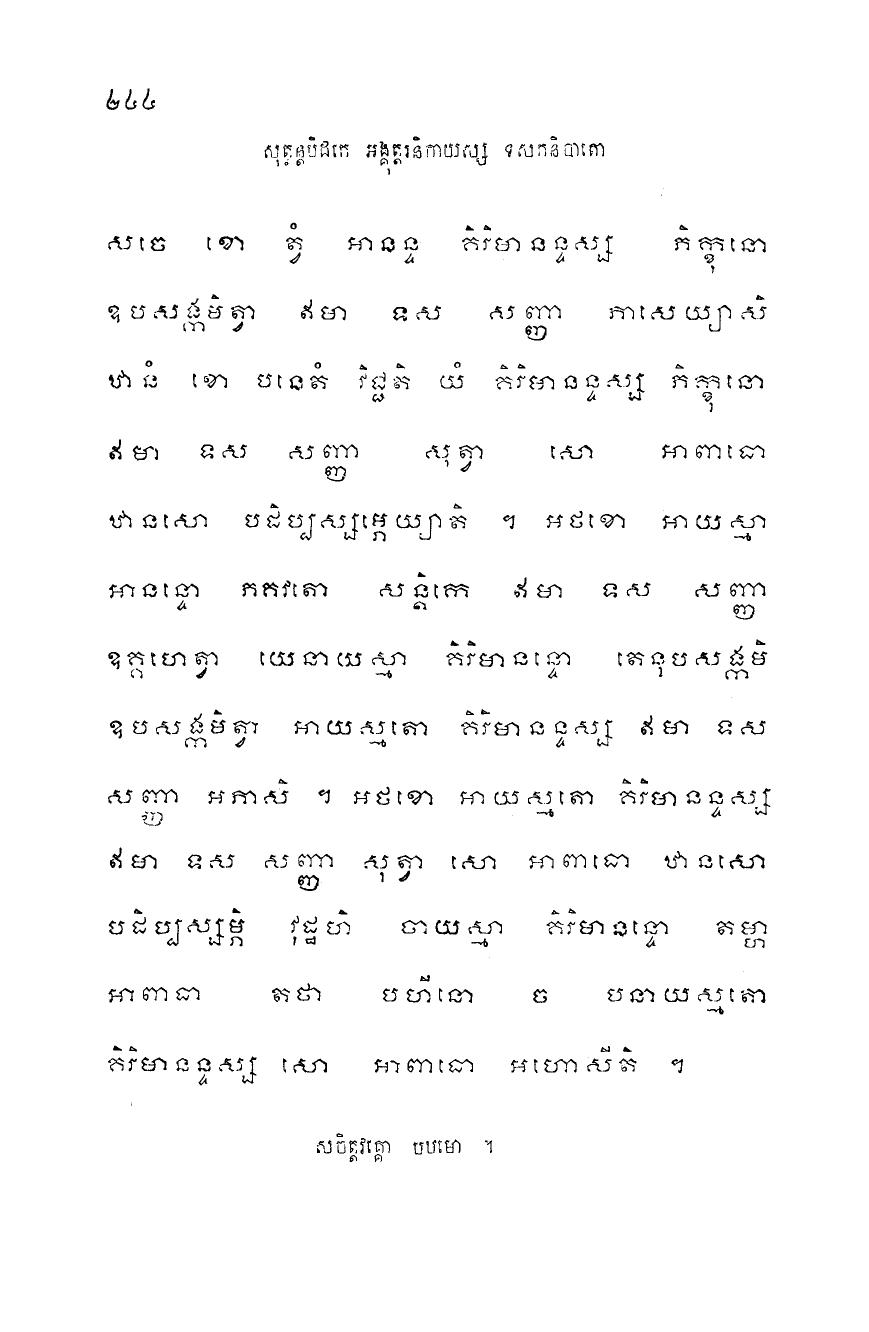 ២៤៤
សុត្តន្តបិដកេ អង្គុត្តរនិកាយស្ស ទសកនិបាតោ
សចេ ខោ ត្វំ អានន្ទ គិរិមានន្ទស្ស ភិក្ខុនោ
ឧបសង្កមិត្វា ឥមា ទស សញ្ញា ភាសេយ្យាសិ
ឋានំ ខោ បនេតំ វិជ្ជតិ យំ គិរិមានន្ទស្ស ភិក្ខុនោ
ឥមា ទស សញ្ញា សុត្វា សោ អាពាធោ
ឋានសោ បដិប្បស្សម្ភេយ្យាតិ ។ អថខោ អាយស្មា
អានន្ទោ ភគវតោ សន្តិកេ ឥមា ទស សញ្ញា
ឧគ្គហេត្វា យេនាយស្មា គិរិមានន្ទោ តេនុបសង្កមិ
ឧបសង្កមិត្វា អាយស្មតោ គិរិមានន្ទស្ស ឥមា ទស
សញ្ញា អភាសិ ។ អថខោ អាយស្មតោ គិរិមានន្ទស្ស
ឥមា ទស សញ្ញា សុត្វា សោ អាពាធោ ឋានសោ
បដិប្បស្សម្ភិ វុដ្ឋហិ ចាយស្មា គិរិមានន្ទោ តម្ហា
អាពាធា តថា បហីនោ ច បនាយស្មតោ
គិរិមានន្ទស្ស សោ អាពាធោ អហោសីតិ ។
សចិត្តវគ្គោ បឋមោ ។